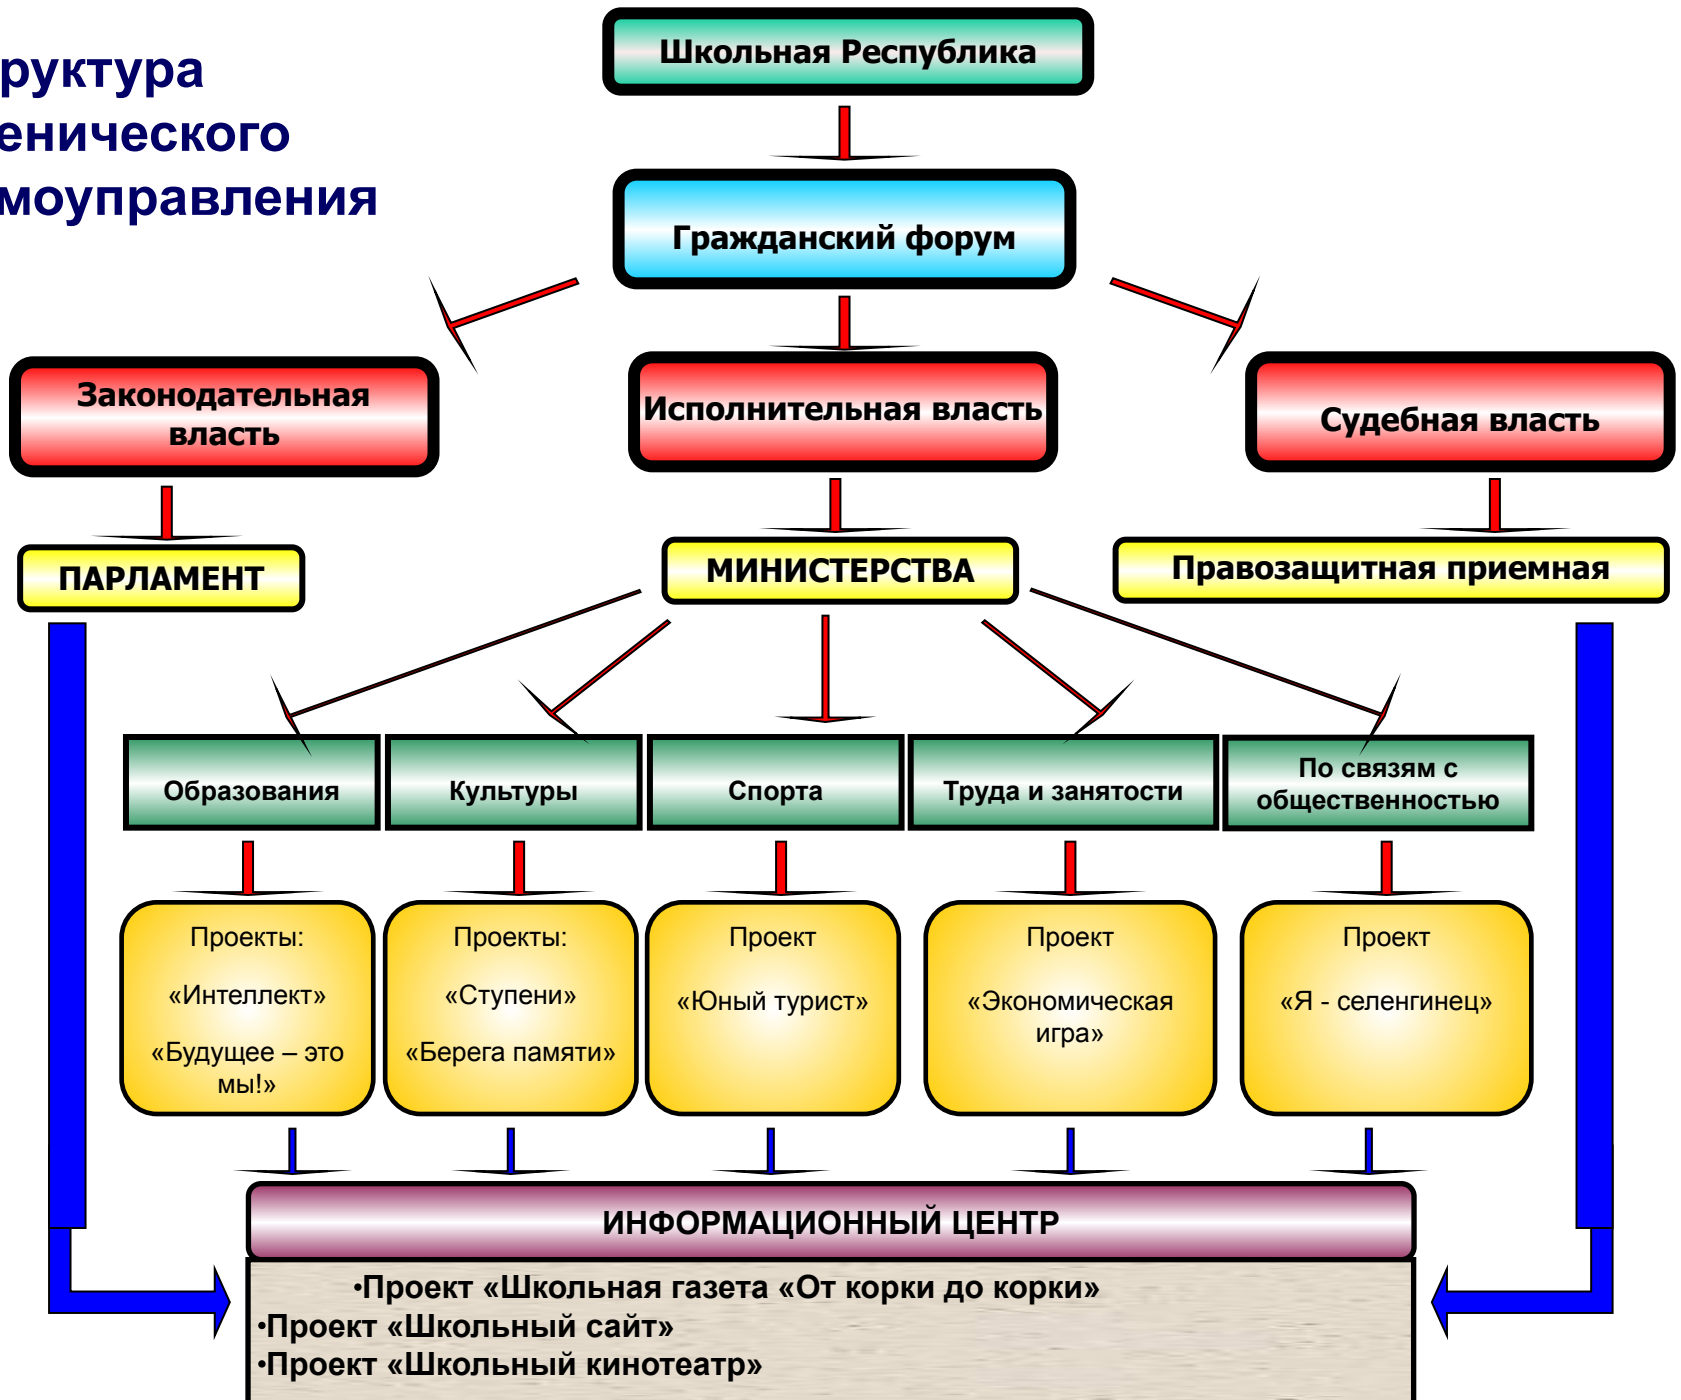 Школьная Республика
руктура
енического
моуправления
Гражданский форум
Законодательная
власть
Исполнительная власть
Судебная власть
ПАРЛАМЕНТ
МИНИСТЕРСТВА
Правозащитная приемная
Образования
Культуры
Спорта
Труда и занятости
По связям с
общественностью
Проекты:
«Интеллект»
«Будущее – это
мы!»
Проекты:
«Ступени»
«Берега памяти»
Проект
«Юный турист»
Проект
«Экономическая
игра»
Проект
«Я - селенгинец»
ИНФОРМАЦИОННЫЙ ЦЕНТР
•Проект «Школьная газета «От корки до корки»
•Проект «Школьный сайт»
•Проект «Школьный кинотеатр»